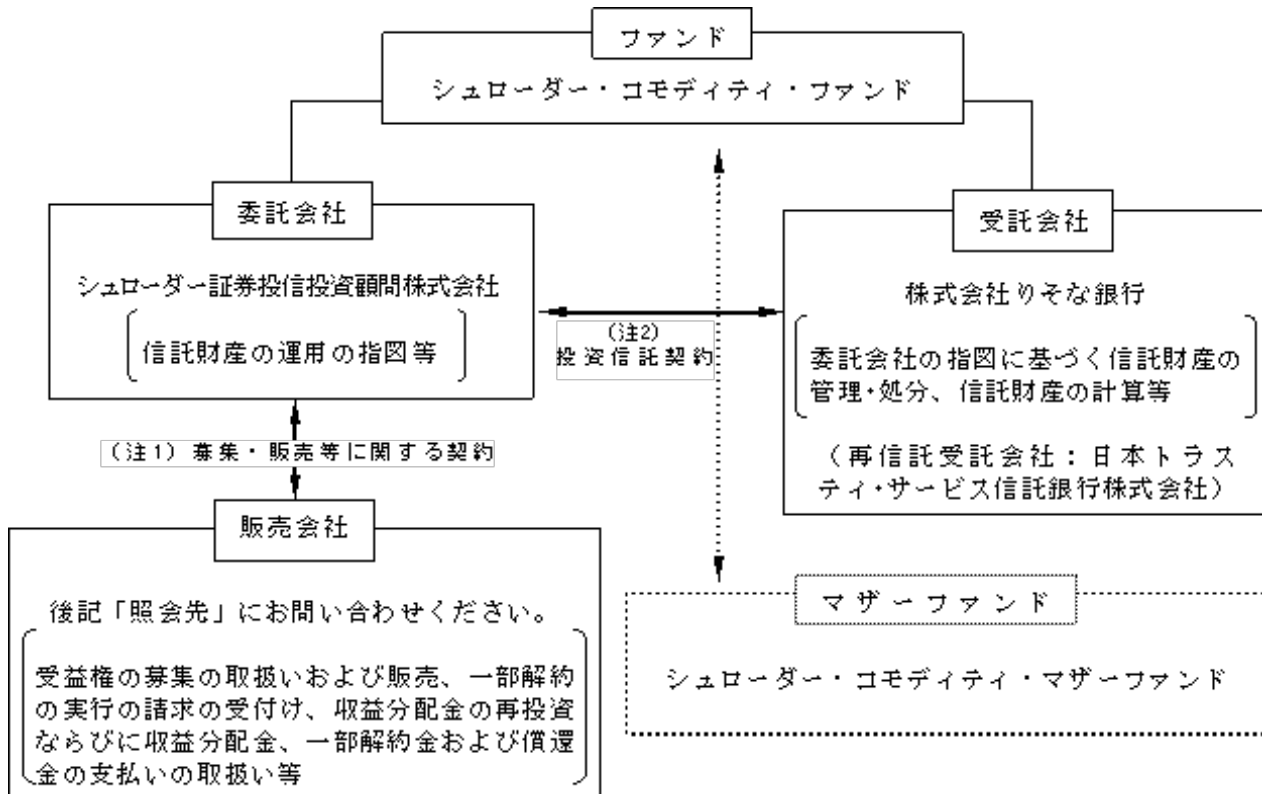 ファンド
シュローダー・コモディティ・ファンド
委託会社
シュローダー証券投信投資顧問株式会社
信託財産の運用の指図等
受託会社
株式会社りそな銀行
委託会社の指図に基づく信託財産の
管理・処分、信託財産の計算等
(再信託受託会社:日本トラス
ティ・サービス信託銀行株式会社)
(注2)
投資信託契約
(注1)募集・販売等に関する契約
販売会社
後記「照会先」にお問い合わせください。
受益権の募集の取扱いおよび販売、一部解約
の実行の請求の受付け、収益分配金の再投資
ならびに収益分配金、一部解約金および償還
金の支払いの取扱い等
マザーファンド
シュローダー・コモディティ・マザーファンド